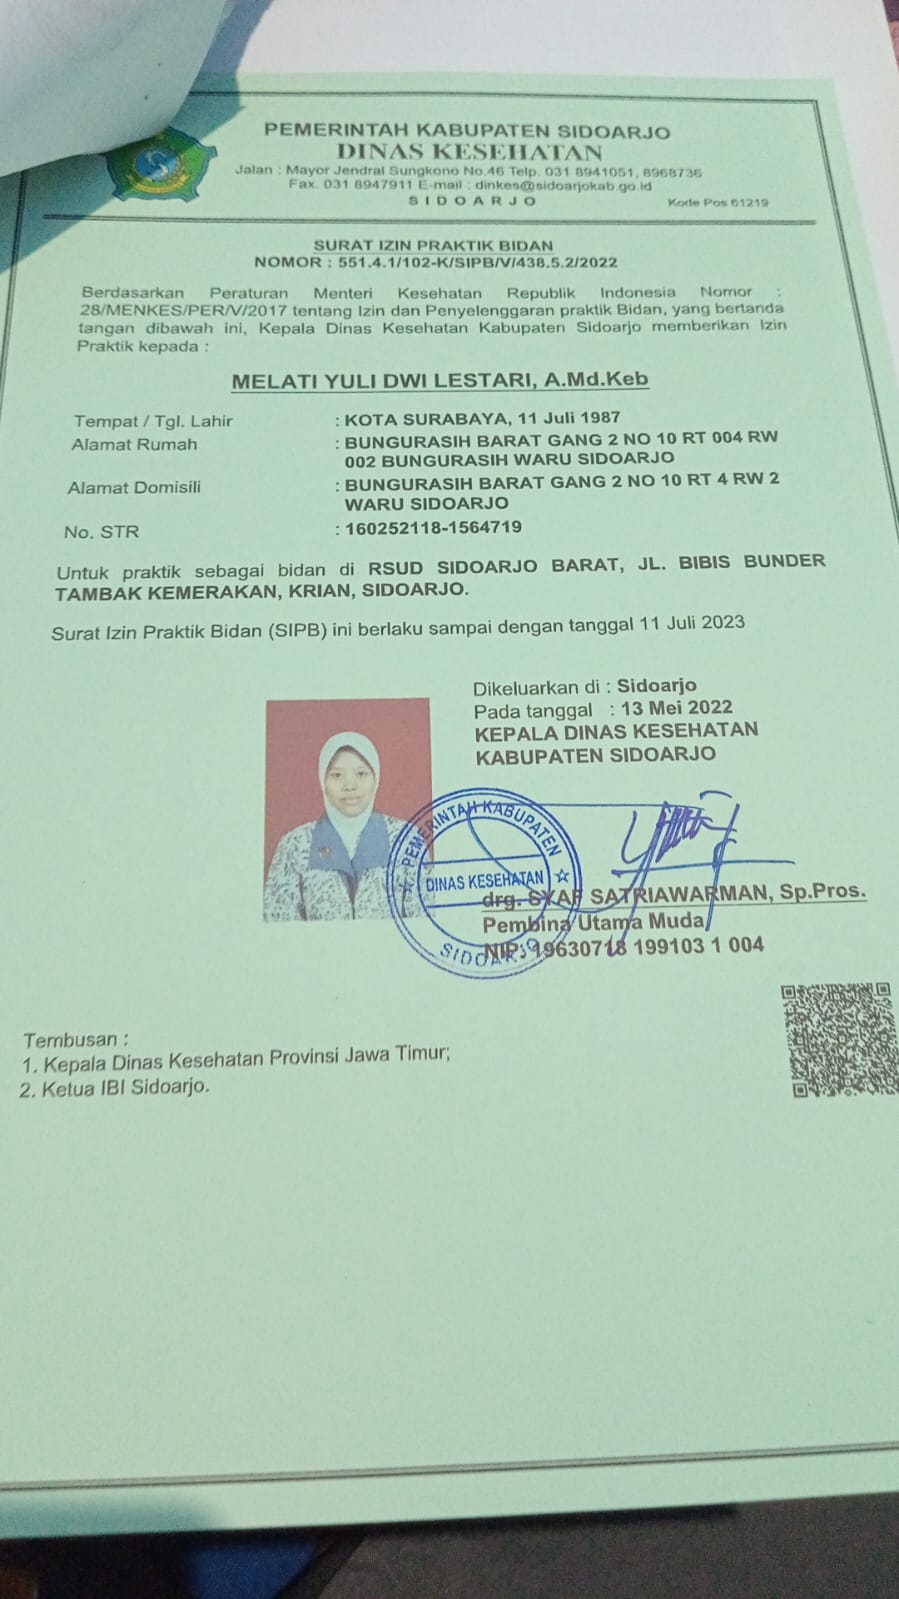 PEMERINTAH KABUPATEN SIDOARJO
DINAS KESEHATAN
Jalan : Mayor Jendral Sungkono No.46 Telp. 031 8941051, 8968736
Fax. 031 8947911 E-mail : dinkes@sidoarjokab.go.id
S I D O A R J O
Kode Pos 61219
SURAT IZIN PRAKTIK BIDAN
NOMOR : 551.4.1/102-K/SIPB/V/438.5.2/2022
Berdasarkan Peraturan Menteri Kesehatan Republik Indonesia Nomor :
28/MENKES/PER/V/2017 tentang Izin dan Penyelenggaran praktik Bidan, yang bertanda
tangan dibawah ini, Kepala Dinas Kesehatan Kabupaten Sidoarjo memberikan Izin
Praktik kepada :
MELATI YULI DWI LESTARI, A.Md.Keb
Tempat / Tgl. Lahir : KOTA SURABAYA, 11 Juli 1987
Alamat Rumah : BUNGURASIH BARAT GANG 2 NO 10 RT 004 RW
002 BUNGURASIH WARU SIDOARJO
Alamat Domisili : BUNGURASIH BARAT GANG 2 NO 10 RT 4 RW 2
WARU SIDOARJO
No. STR : 160252118-1564719
Untuk praktik sebagai bidan di RSUD SIDOARJO BARAT, JL. BIBIS BUNDER
TAMBAK KEMERAKAN, KRIAN, SIDOARJO.
Surat Izin Praktik Bidan (SIPB) ini berlaku sampai dengan tanggal 11 Juli 2023
Dikeluarkan di : Sidoarjo
Pada tanggal : 13 Mei 2022
KEPALA DINAS KESEHATAN
KABUPATEN SIDOARJO
PEMERINTAH KABUPATEN
DINAS KESEHATAN
SIDOARJO
drg. SYAF SATRIAWARMAN, Sp.Pros.
Pembina Utama Muda
NIP. 19630718 199103 1 004
Tembusan :
1. Kepala Dinas Kesehatan Provinsi Jawa Timur;
2. Ketua IBI Sidoarjo.